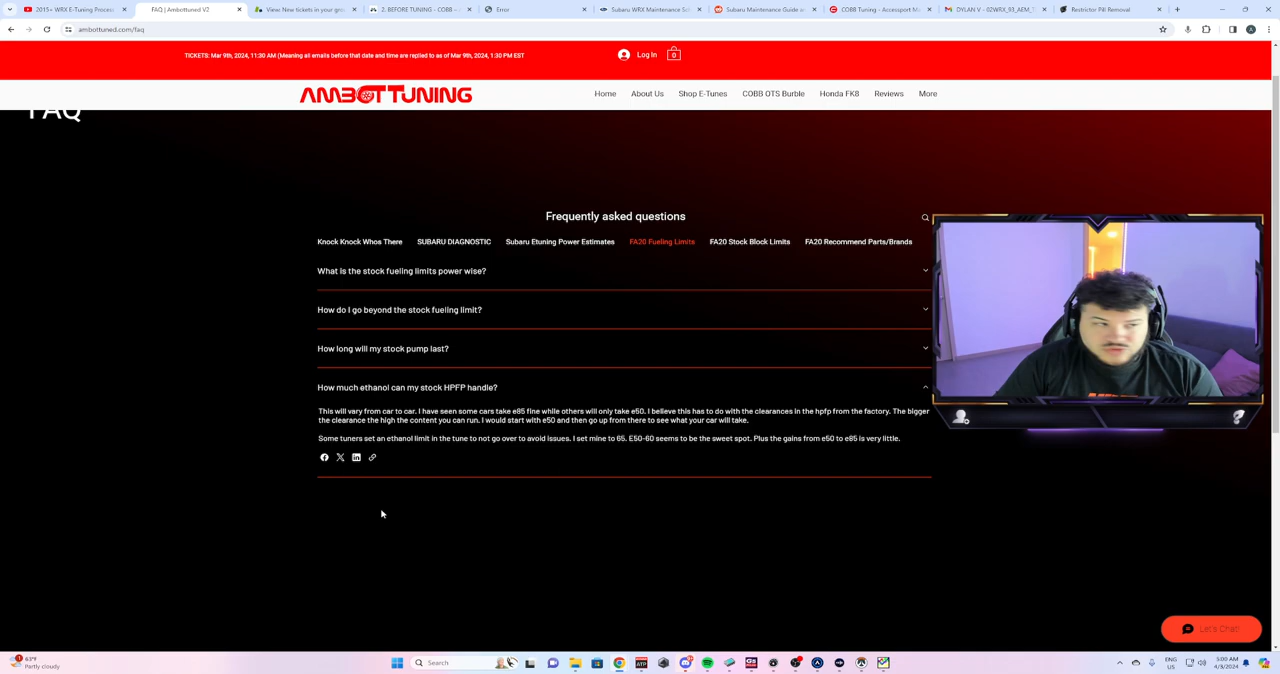 2015+ WRX E-Tuning Process
FAQ | Ambottuned V2
View: New tickets in your grou
2. BEFORE TUNING - COBB
Error
Subaru WRX Maintenance Sc
Subaru Maintenance Guide
COBB Tuning - Accessport M
DYLAN V - 02WRX_93_AEM_
Restrictor Pill Removal
ambottuned.com/faq
TICKETS: Mar 9th, 2024, 11:30 AM (Meaning all emails before that date and time are replied to as of Mar 9th, 2024, 1:30 PM EST
Log In
0
AMBOT TUNING
Home About Us Shop E-Tunes COBB OTS Burble Honda FK8 Reviews More
FAQ
Frequently asked questions
Knock Knock Whos There SUBARU DIAGNOSTIC Subaru Etuning Power Estimates FA20 Fueling Limits FA20 Stock Block Limits FA20 Recommend Parts/Brands
What is the stock fueling limits power wise?
How do I go beyond the stock fueling limit?
How long will my stock pump last?
How much ethanol can my stock HPFP handle?
This will vary from car to car. I have seen some cars take e85 fine while others will only take e50. I believe this has to do with the clearances in the hpfp from the factory. The bigger
the clearance the high the content you can run. I would start with e50 and then go up from there to see what your car will take.
Some tuners set an ethanol limit in the tune to not go over to avoid issues. I set mine to 65. E50-60 seems to be the sweet spot. Plus the gains from e50 to e85 is very little.
Let's Chat!
63°F
Partly cloudy
Search
ENG
US
5:00 AM
4/3/2024